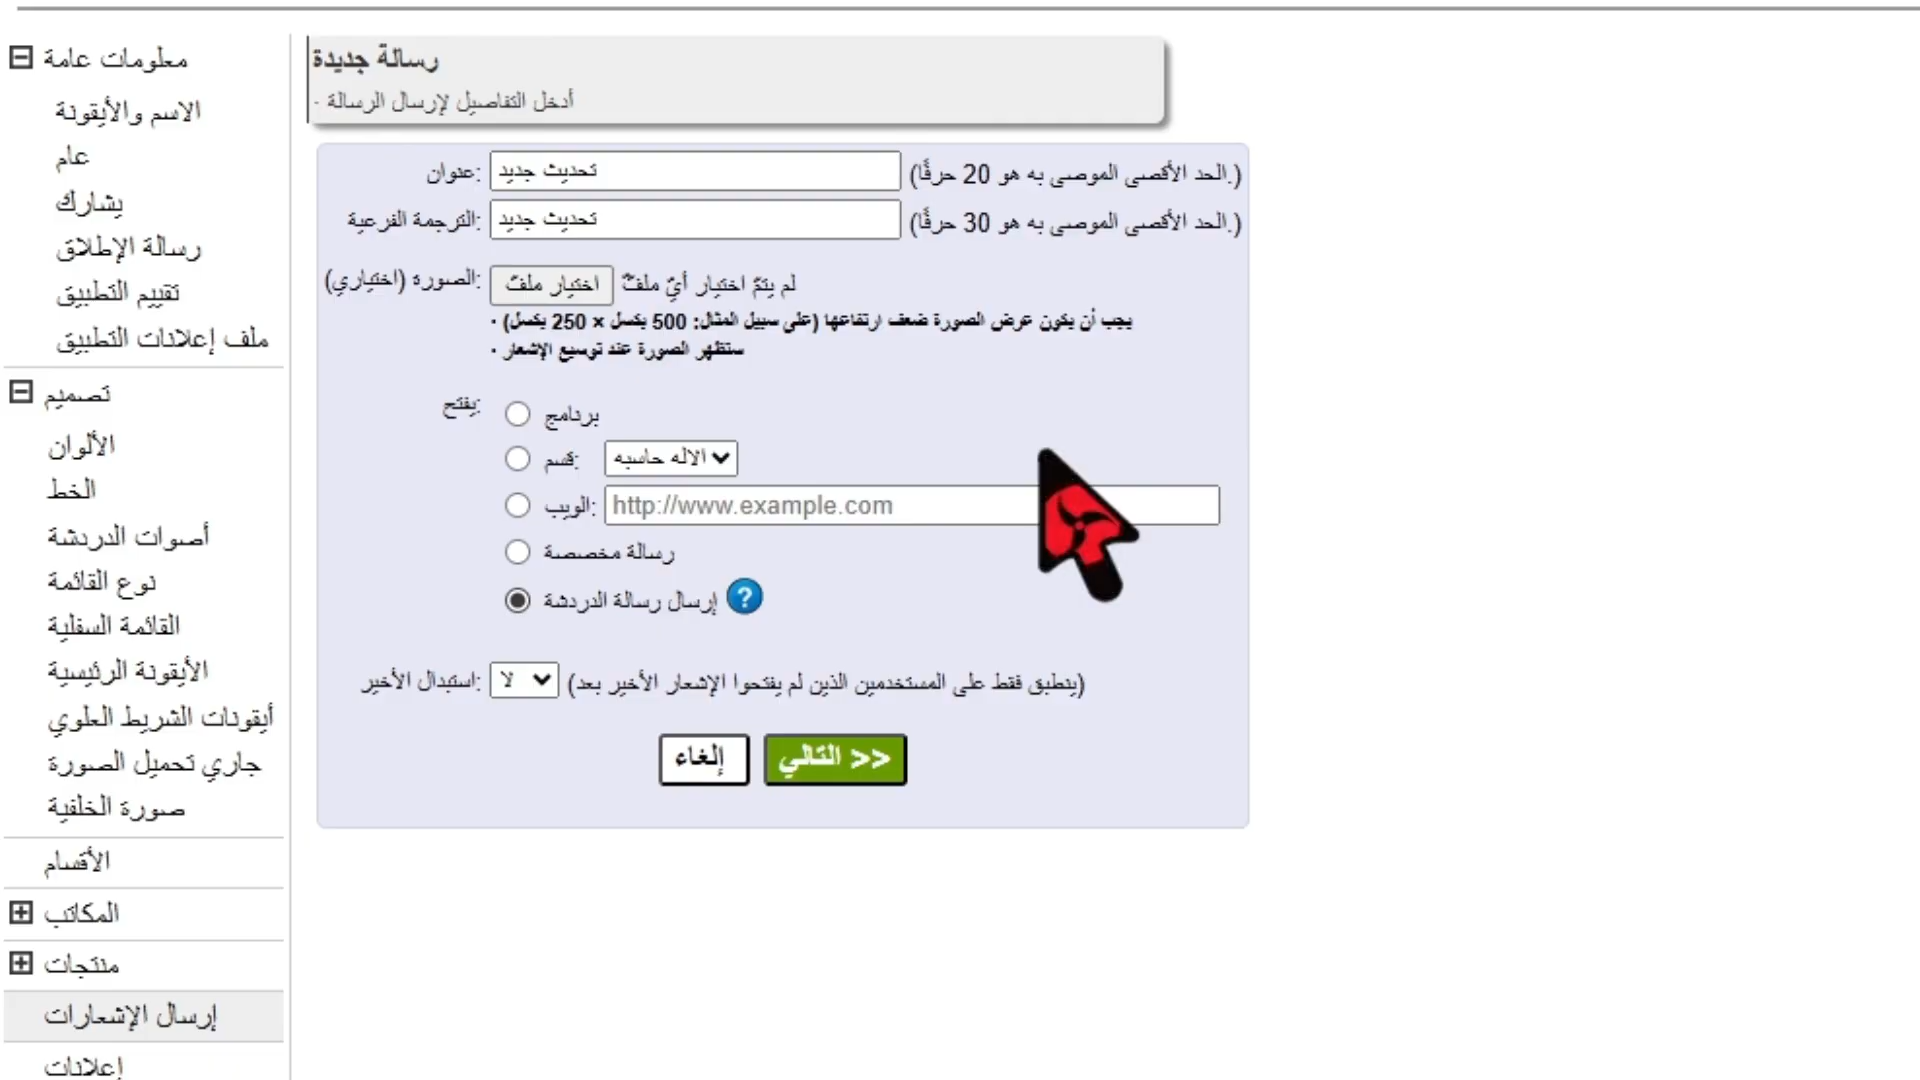 معلومات عامة
الاسم والأيقونة
عام
يشارك
رسالة الإطلاق
تقييم التطبيق
ملف إعلانات التطبيق
تصميم
الألوان
الخط
أصوات الدردشة
نوع القائمة
القائمة السفلية
الأيقونة الرئيسية
أيقونات الشريط العلوي
جاري تحميل الصورة
صورة الخلفية
الأقسام
المكاتب
منتجات
إرسال الإشعارات
إعلانات
رسالة جديدة
أدخل التفاصيل لإرسال الرسالة -
عنوان: تحديث جديد (الحد الأقصى الموصى به هو 20 حرفًا.)
الترجمة الفرعية: تحديث جديد (الحد الأقصى الموصى به هو 30 حرفًا.)
الصورة (اختياري): اختيار ملفّ لم يتمّ اختيار أيّ ملفّ
يجب أن يكون عرض الصورة ضعف ارتفاعها (على سبيل المثال: 500 بكسل × 250 بكسل) ·
ستظهر الصورة عند توسيع الإشعار ·
يفتح:
برنامج
قسم: الاله حاسبه
الويب: http://www.example.com
رسالة مخصصة
إرسال رسالة الدردشة ?
استبدال الأخير: لا (ينطبق فقط على المستخدمين الذين لم يفتحوا الإشعار الأخير بعد)
إلغاء
التالي >>